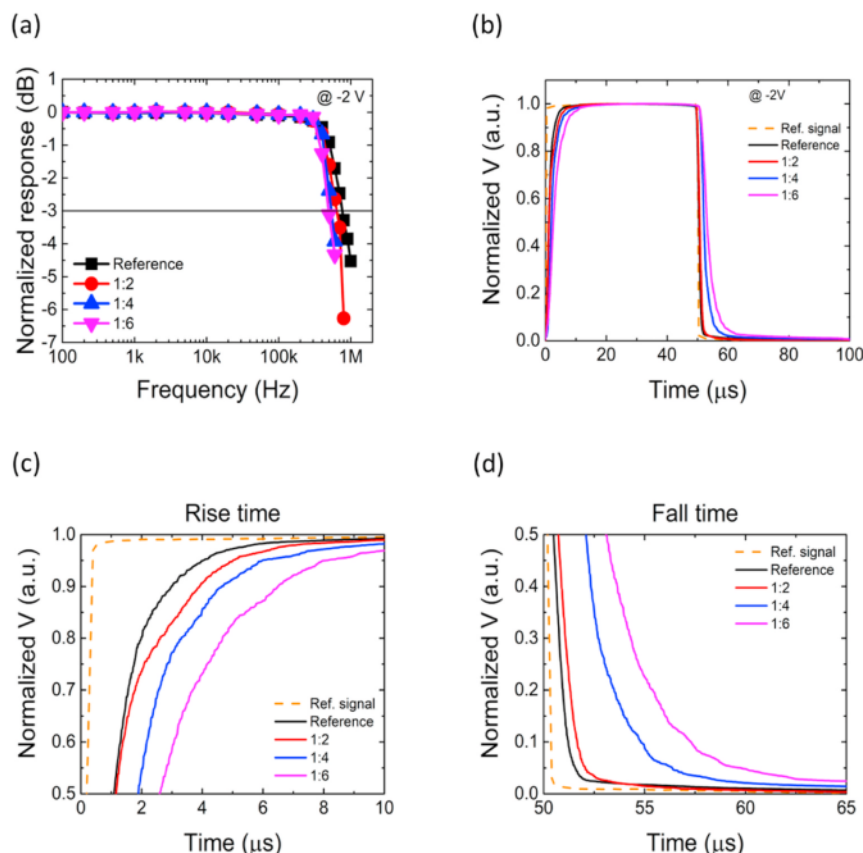 (a)
Normalized response (dB)
1
0
-1
-2
-3
-4
-5
-6
-7
@ -2 V
Reference
1:2
1:4
1:6
100 1k 10k 100k 1M
Frequency (Hz)
(b)
Normalized V (a.u.)
1.0
0.8
0.6
0.4
0.2
0.0
@ -2V
Ref. signal
Reference
1:2
1:4
1:6
0 20 40 60 80 100
Time (μs)
(c)
Rise time
Normalized V (a.u.)
1.0
0.9
0.8
0.7
0.6
0.5
Ref. signal
Reference
1:2
1:4
1:6
0 2 4 6 8 10
Time (μs)
(d)
Fall time
Normalized V (a.u.)
0.5
0.4
0.3
0.2
0.1
0.0
Ref. signal
Reference
1:2
1:4
1:6
50 55 60 65
Time (μs)